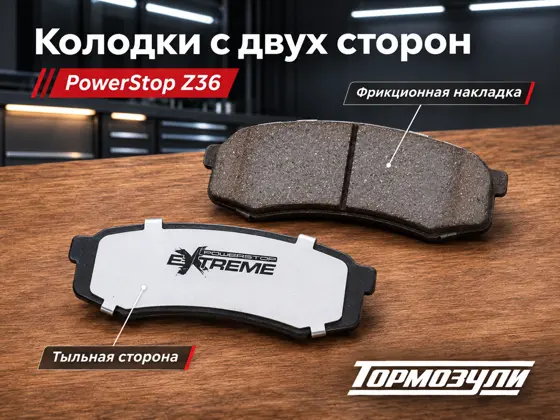 Колодки с двух сторон
PowerStop Z36
Фрикционная накладка
POWERSTOP
EXTREME
Тыльная сторона
ТОРМОЗУЛИ